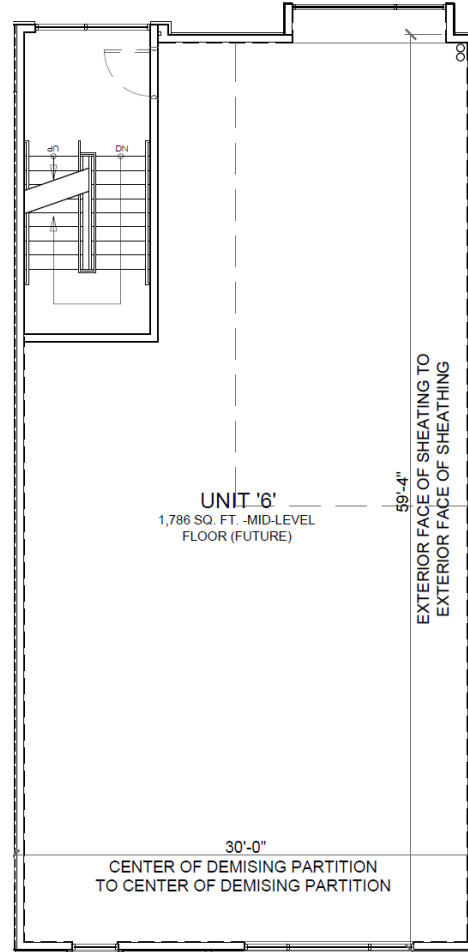 UP
DN
UNIT '6'
1,786 SQ. FT. -MID-LEVEL
FLOOR (FUTURE)
59'-4"
EXTERIOR FACE OF SHEATING TO
EXTERIOR FACE OF SHEATHING
30'-0"
CENTER OF DEMISING PARTITION
TO CENTER OF DEMISING PARTITION